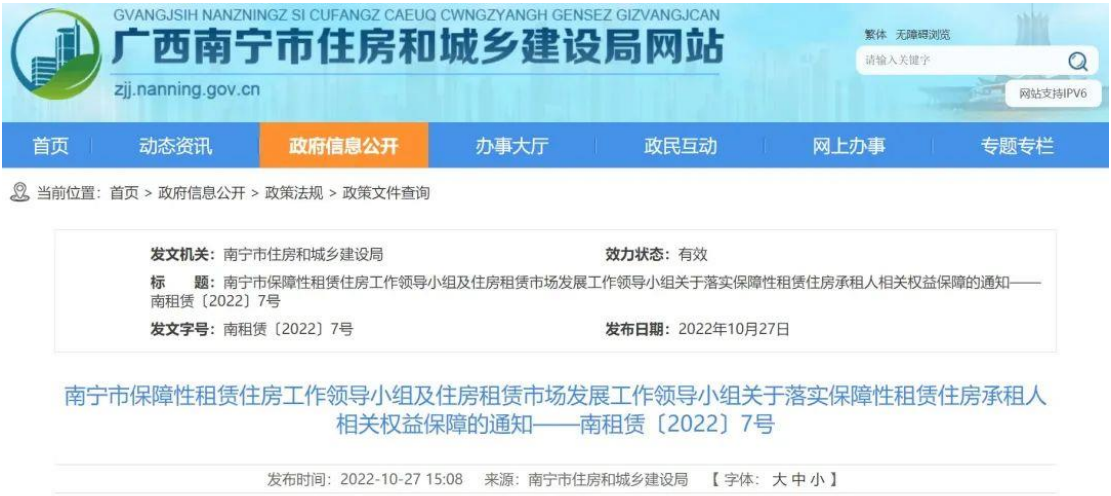 GVANGJSIH NANZNINGZ SI CUFANGZ CAEUQ CWNGZYANGH GENSEZ GIZVANGJCAN
广西南宁市住房和城乡建设局网站
zjj.nanning.gov.cn
繁体 无障碍浏览
请输入关键字
网站支持IPV6
首页 动态资讯 政府信息公开 办事大厅 政民互动 网上办事 专题专栏
当前位置：首页 > 政府信息公开 > 政策法规 > 政策文件查询
发文机关：南宁市住房和城乡建设局 效力状态：有效
标 题：南宁市保障性租赁住房工作领导小组及住房租赁市场发展工作领导小组关于落实保障性租赁住房承租人相关权益保障的通知——
南租赁〔2022〕7号
发文字号：南租赁〔2022〕7号 发布日期：2022年10月27日
南宁市保障性租赁住房工作领导小组及住房租赁市场发展工作领导小组关于落实保障性租赁住房承租人
相关权益保障的通知——南租赁〔2022〕7号
发布时间：2022-10-27 15:08 来源：南宁市住房和城乡建设局 【 字体： 大 中 小 】